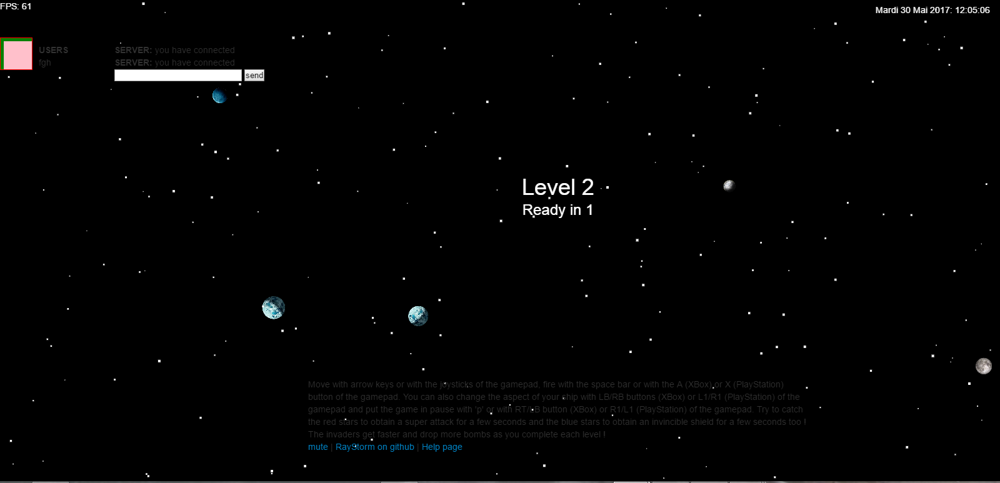 FPS: 61
Mardi 30 Mai 2017: 12:05:06
USERS
fgh
SERVER: you have connected
SERVER: you have connected
send
Level 2
Ready in 1
Move with arrow keys or with the joysticks of the gamepad, fire with the space bar or with the A (XBox) or X (PlayStation)
button of the gamepad. You can also change the aspect of your ship with LB/RB buttons (XBox) or L1/R1 (PlayStation) of the
gamepad and put the game in pause with 'p' or with RT/LB button (XBox) or R1/L1 (PlayStation) of the gamepad. Try to catch
the red stars to obtain a super attack for a few seconds and the blue stars to obtain an invincible shield for a few seconds too !
The invaders get faster and drop more bombs as you complete each level !
mute | RayStorm on github | Help page